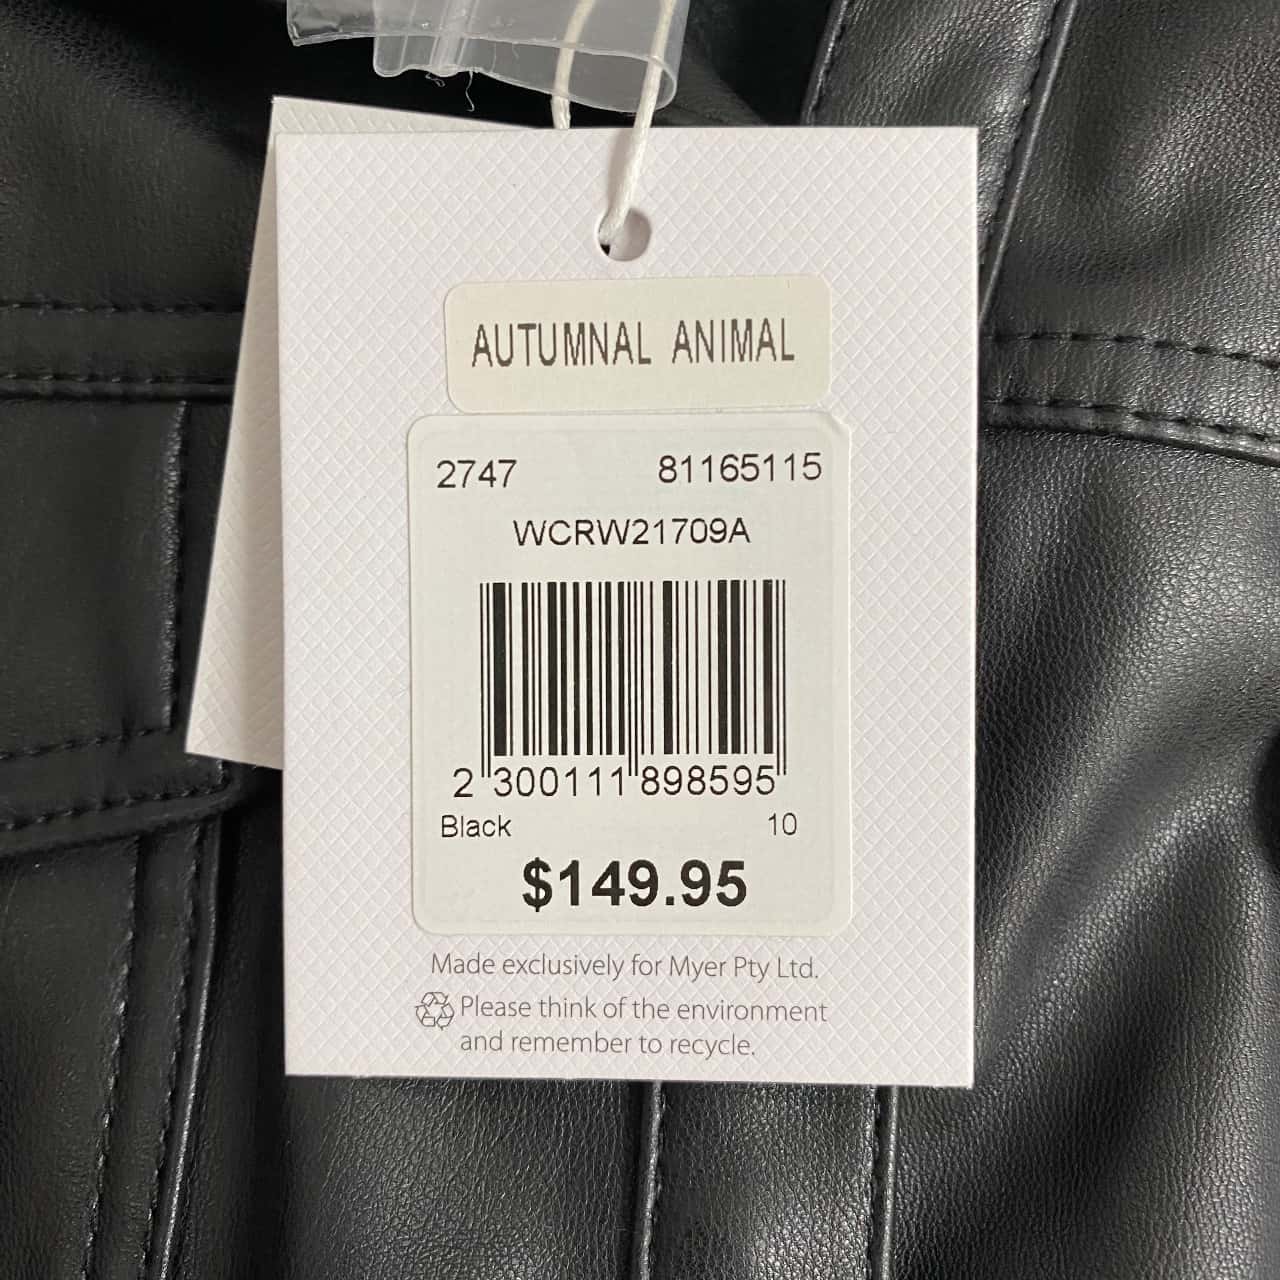 AUTUMNAL ANIMAL
2747 81165115
WCRW21709A
2 300111 898595
Black 10
$149.95
Made exclusively for Myer Pty Ltd.
Please think of the environment
and remember to recycle.